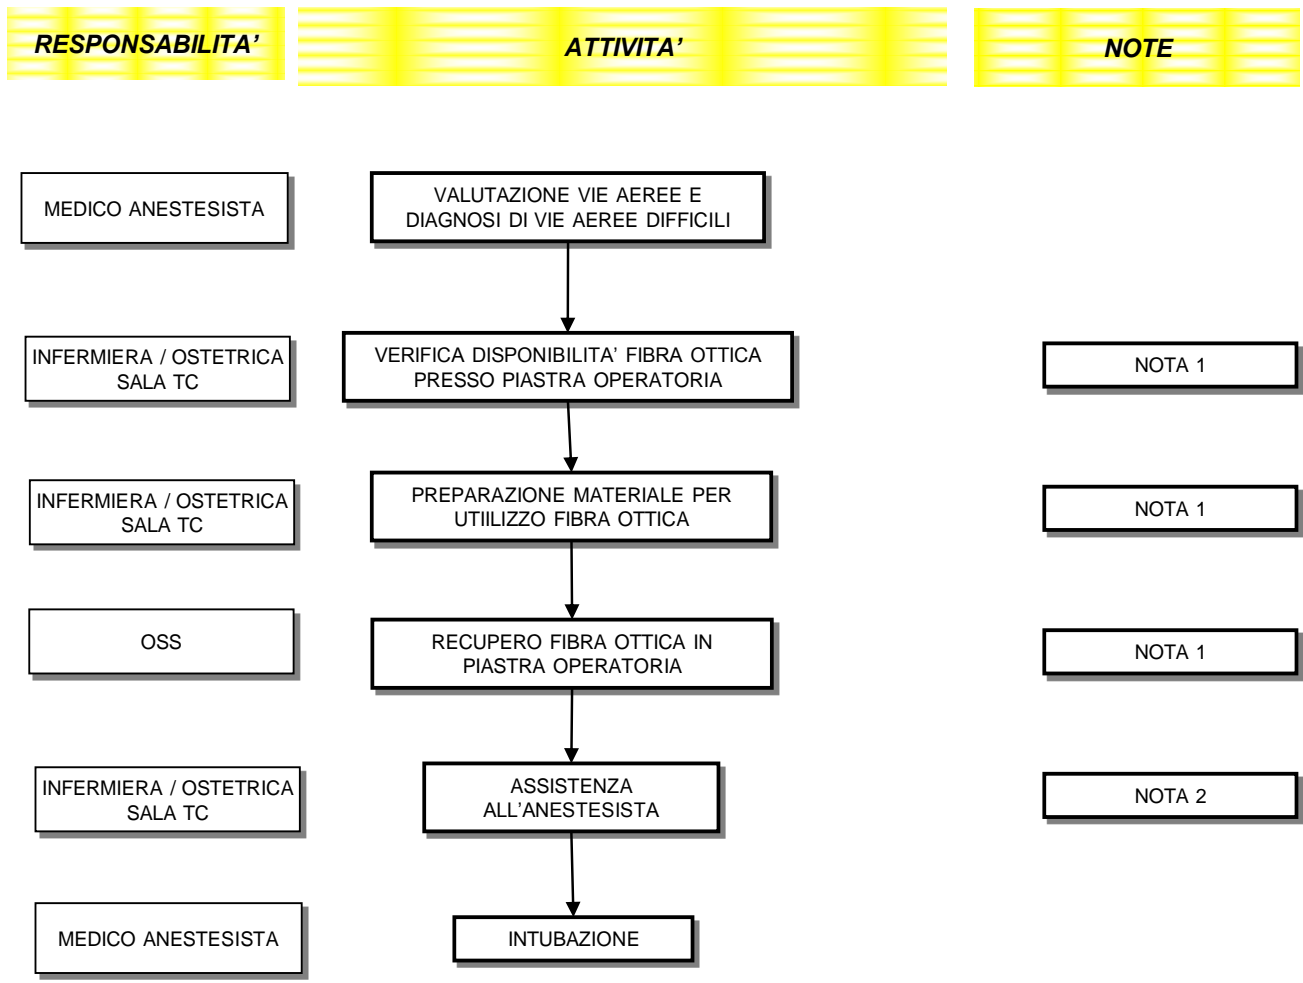 RESPONSABILITA’
ATTIVITA’
NOTE
MEDICO ANESTESISTA
VALUTAZIONE VIE AEREE E
DIAGNOSI DI VIE AEREE DIFFICILI
INFERMIERA / OSTETRICA
SALA TC
VERIFICA DISPONIBILITA’ FIBRA OTTICA
PRESSO PIASTRA OPERATORIA
NOTA 1
INFERMIERA / OSTETRICA
SALA TC
PREPARAZIONE MATERIALE PER
UTIILIZZO FIBRA OTTICA
NOTA 1
OSS
RECUPERO FIBRA OTTICA IN
PIASTRA OPERATORIA
NOTA 1
INFERMIERA / OSTETRICA
SALA TC
ASSISTENZA
ALL’ANESTESISTA
NOTA 2
MEDICO ANESTESISTA
INTUBAZIONE